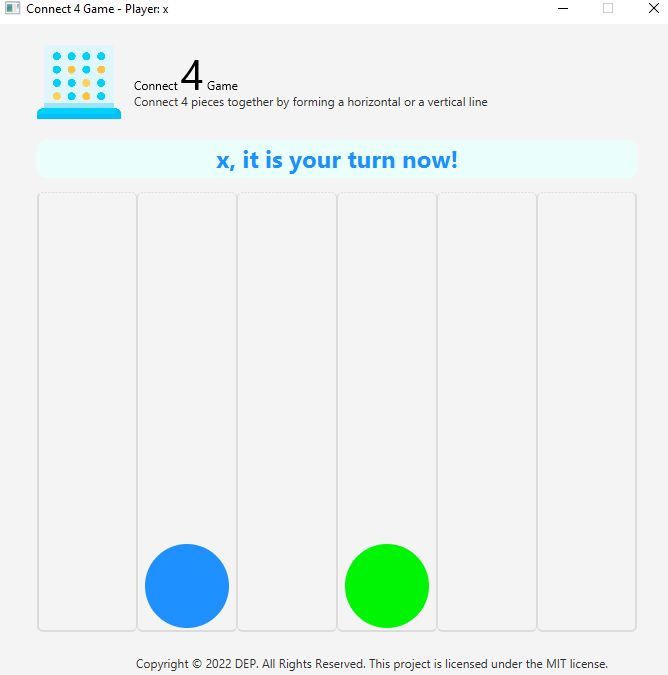 Connect 4 Game - Player: x
Connect 4 Game
Connect 4 pieces together by forming a horizontal or a vertical line
x, it is your turn now!
Copyright © 2022 DEP. All Rights Reserved. This project is licensed under the MIT license.